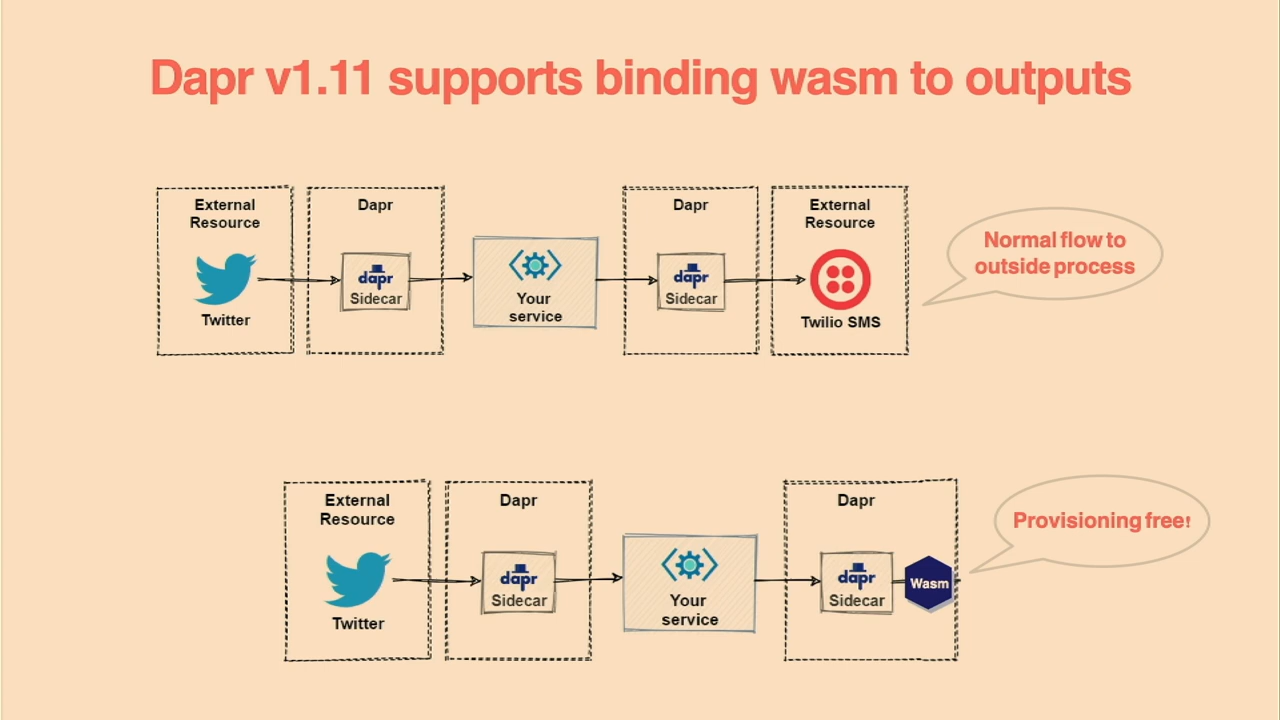 Dapr v1.11 supports binding wasm to outputs
External
Resource
Twitter
Dapr
dapr
Sidecar
Your
service
Dapr
dapr
Sidecar
External
Resource
Twilio SMS
Normal flow to
outside process
External
Resource
Twitter
Dapr
dapr
Sidecar
Your
service
Dapr
dapr
Sidecar
Wasm
Provisioning free!